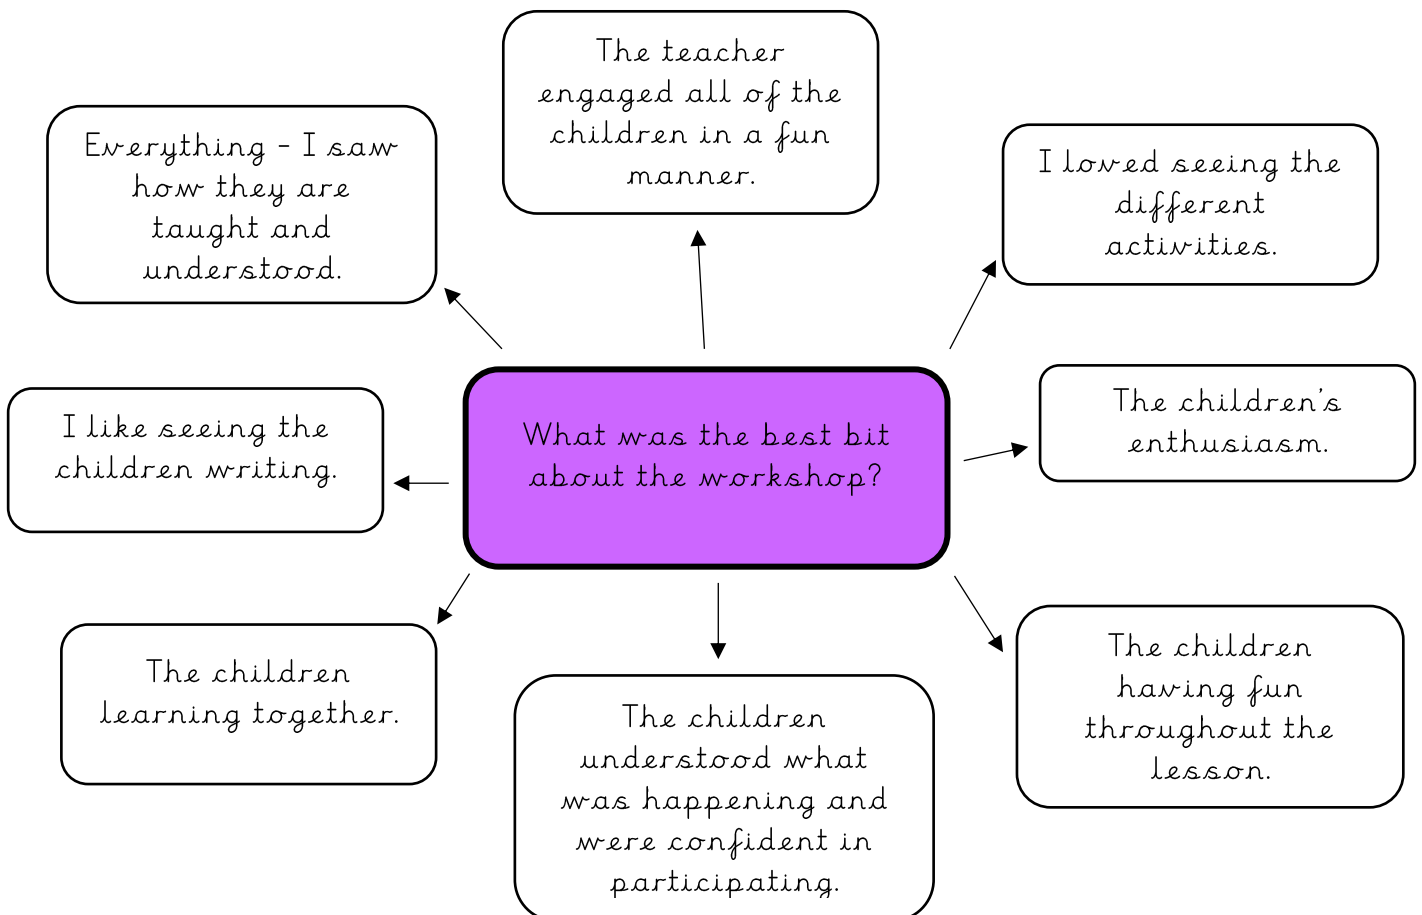 The teacher
engaged all of the
children in a fun
manner.
Everything - I saw
how they are
taught and
understood.
I loved seeing the
different
activities.
I like seeing the
children writing.
What was the best bit
about the workshop?
The children's
enthusiasm.
The children
learning together.
The children
understood what
was happening and
were confident in
participating.
The children
having fun
throughout the
lesson.